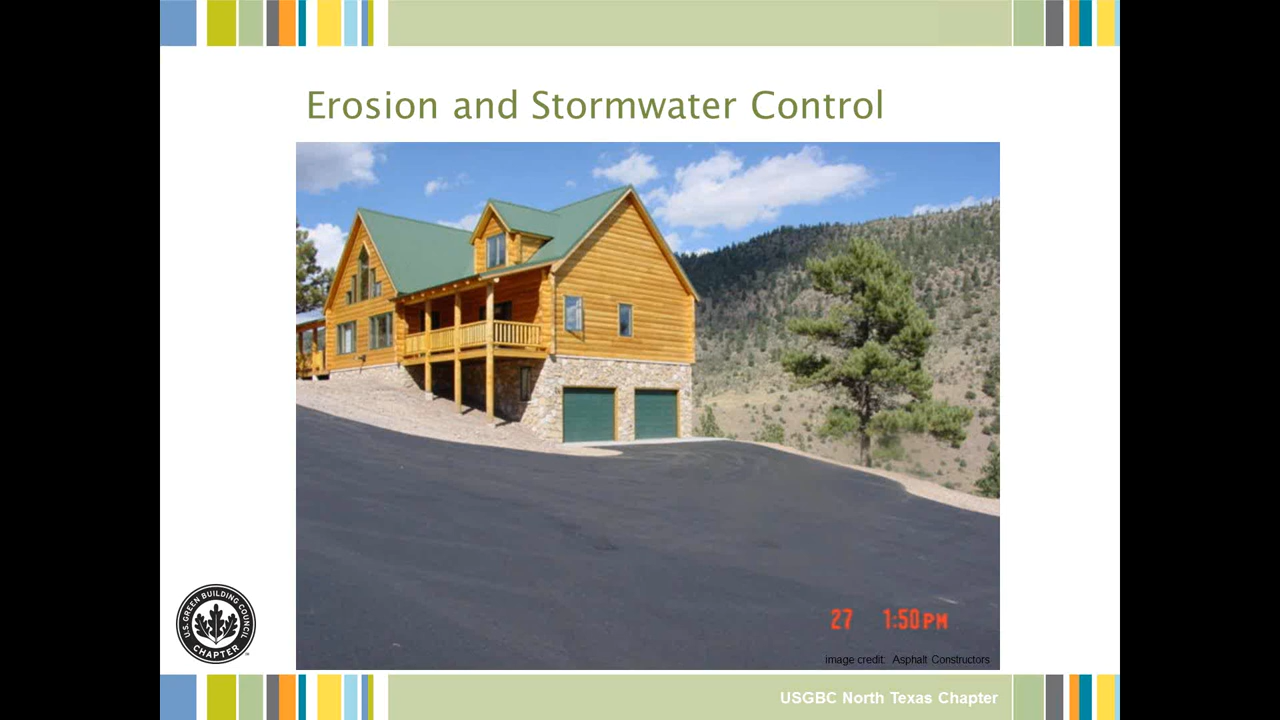 Erosion and Stormwater Control
27 1:50PM
image credit: Asphalt Constructors
U.S. GREEN BUILDING COUNCIL
CHAPTER
USGBC North Texas Chapter